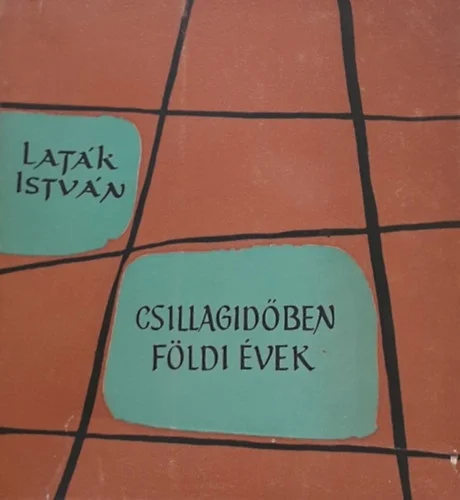 LATÁK
ISTVÁN
CSILLAGIDŐBEN
FÖLDI ÉVEK